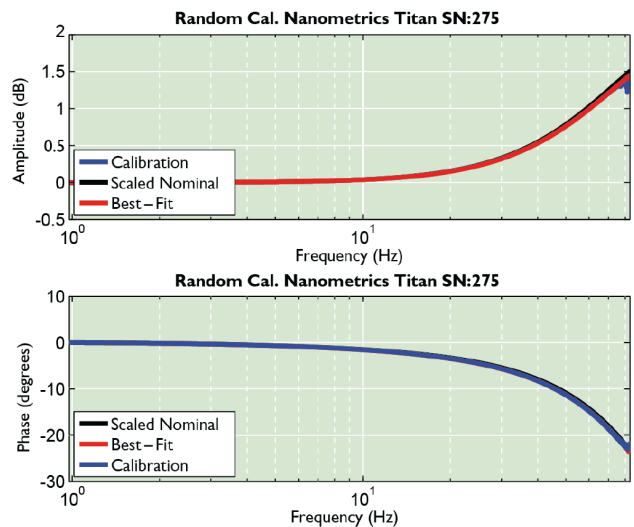 Random Cal. Nanometrics Titan SN:275
2
1.5
1
0.5
0
-0.5
Amplitude (dB)
Calibration
Scaled Nominal
Best–Fit
10⁰
10¹
Frequency (Hz)
Random Cal. Nanometrics Titan SN:275
10
0
-10
-20
-30
Phase (degrees)
Scaled Nominal
Best–Fit
Calibration
10⁰
10¹
Frequency (Hz)